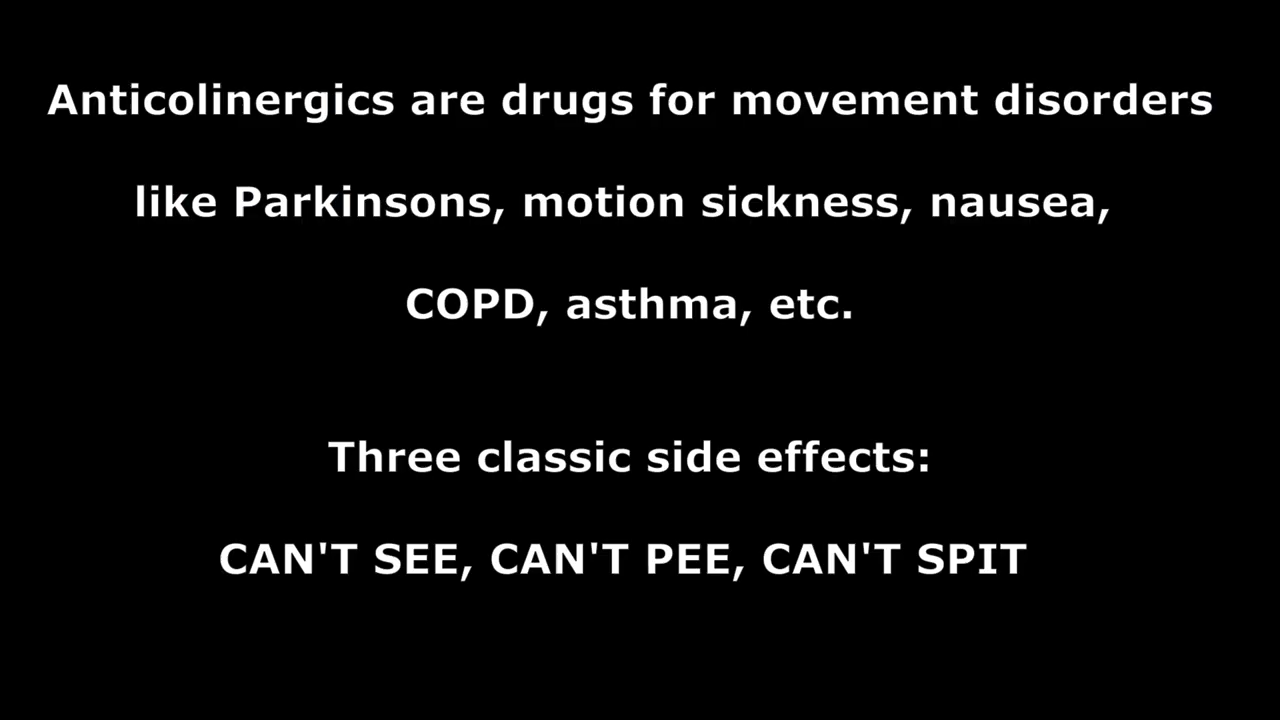 Anticolinergics are drugs for movement disorders
like Parkinsons, motion sickness, nausea,
COPD, asthma, etc.
Three classic side effects:
CAN'T SEE, CAN'T PEE, CAN'T SPIT